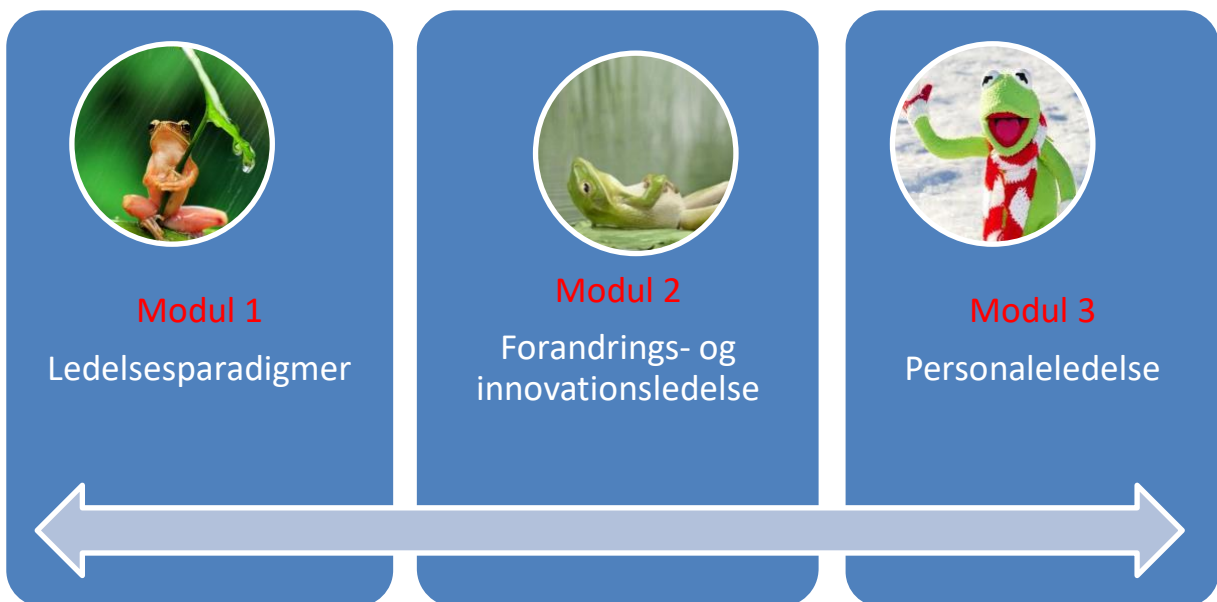 Modul 1
Ledelsesparadigmer
Modul 2
Forandrings- og
innovationsledelse
Modul 3
Personaleledelse